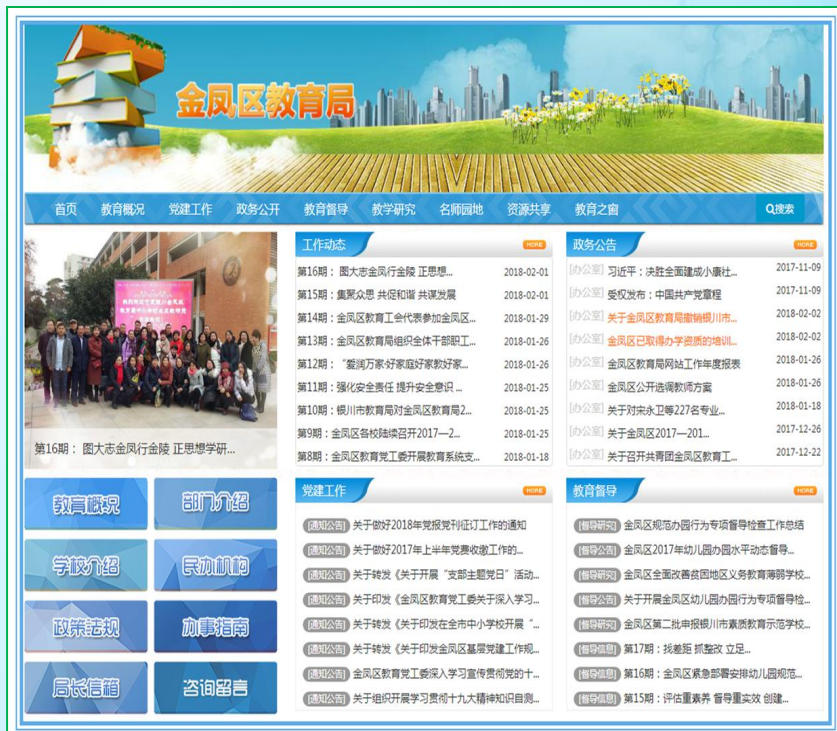 金凤区教育局
首页 教育概况 党建工作 政务公开 教育督导 教学研究 名师园地 资源共享 教育之窗 搜索
第16期： 图大志金凤行金陵 正思想学研...
教育概况 部门介绍
学校介绍 民办机构
政策法规 办事指南
局长信箱 咨询留言
工作动态 MORE
第16期： 图大志金凤行金陵 正思想... 2018-02-01
第15期：集聚众思 共促和谐 共谋发展 2018-02-01
第14期：金凤区教育工会代表参加金凤区... 2018-01-29
第13期：金凤区教育局组织全体干部职工... 2018-01-26
第12期： “爱润万家·好家庭好家教好家... 2018-01-26
第11期：强化安全责任 提升安全意识 ... 2018-01-25
第10期：银川市教育局对金凤区教育局2... 2018-01-25
第9期：金凤区各校陆续召开2017—2... 2018-01-25
第8期：金凤区教育党工委开展教育系统支... 2018-01-18
政务公告 MORE
[办公室] 习近平：决胜全面建成小康社... 2017-11-09
[办公室] 受权发布：中国共产党章程 2017-11-09
[办公室] 关于金凤区教育局撤销银川市... 2018-02-02
[办公室] 金凤区已取得办学资质的培训... 2018-02-02
[办公室] 金凤区教育局网站工作年度报表 2018-01-26
[办公室] 金凤区公开选调教师方案 2018-01-26
[办公室] 关于对宋永卫等227名专业... 2018-01-18
[办公室] 关于金凤区2017—201... 2017-12-26
[办公室] 关于召开共青团金凤区教育工... 2017-12-22
党建工作 MORE
[通知公告] 关于做好2018年党报党刊征订工作的通知
[通知公告] 关于做好2017年上半年党费收缴工作的...
[通知公告] 关于转发《关于开展“支部主题党日”活动...
[通知公告] 关于印发《金凤区教育党工委关于深入学习...
[通知公告] 关于转发《关于印发在全市中小学校开展“...
[通知公告] 关于转发《关于印发金凤区基层党建工作规...
[通知公告] 金凤区教育党工委深入学习宣传贯彻党的十...
[通知公告] 关于组织开展学习贯彻十九大精神知识自测...
教育督导 MORE
[督导研究] 金凤区规范办园行为专项督导检查工作总结
[督导公告] 金凤区2017年幼儿园办园水平动态督导...
[督导研究] 金凤区全面改善贫困地区义务教育薄弱学校...
[督导公告] 关于开展金凤区幼儿园办园行为专项督导检...
[督导研究] 金凤区第二批申报银川市素质教育示范学校...
[督导信息] 第17期：找差距 抓整改 立足...
[督导信息] 第16期：金凤区紧急部署安排幼儿园规范...
[督导信息] 第15期：评估重素养 督导重实效 创建...